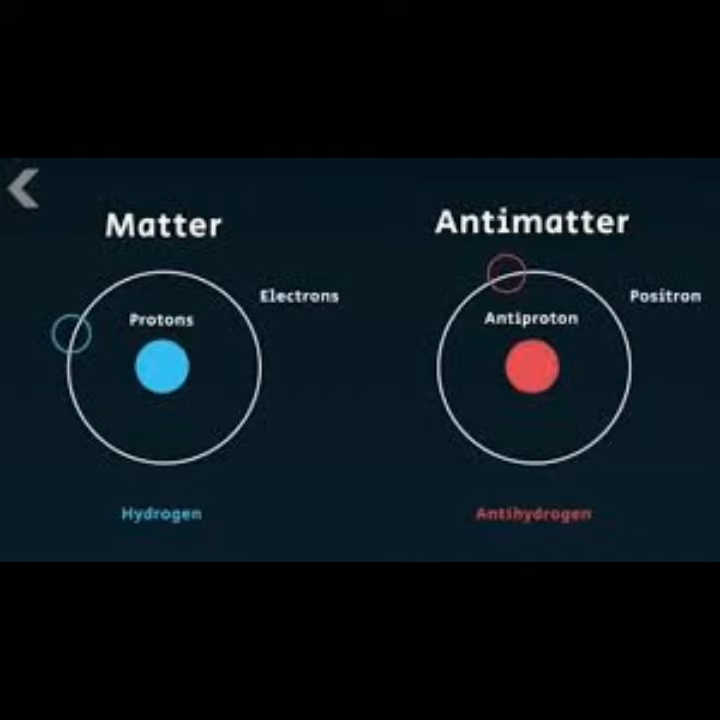 Matter
Electrons
Protons
Hydrogen
Antimatter
Positron
Antiproton
Antihydrogen